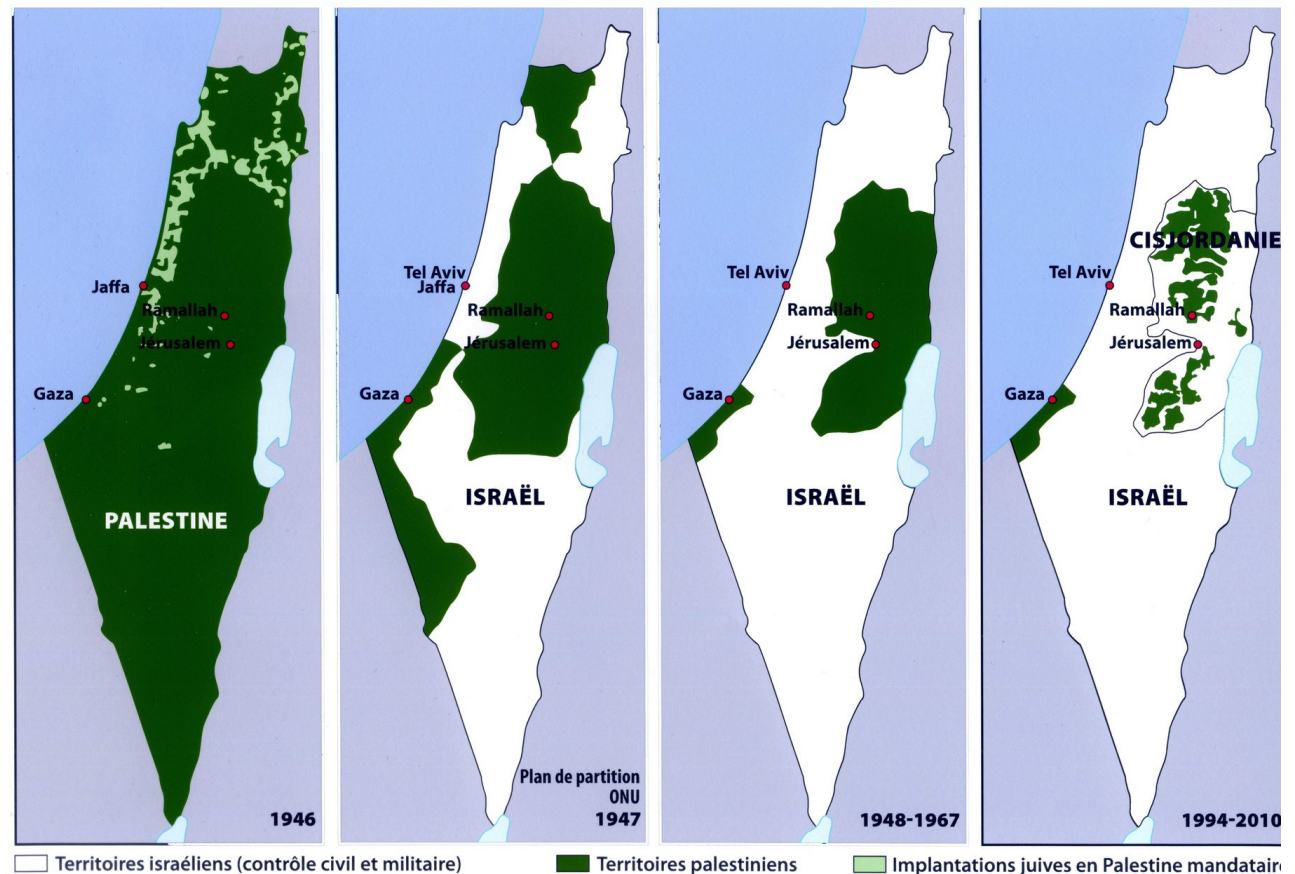 Jaffa
Ramallah
Jérusalem
Gaza
PALESTINE
1946
Tel Aviv
Jaffa
Ramallah
Jérusalem
Gaza
ISRAËL
Plan de partition
ONU
1947
Tel Aviv
Ramallah
Jérusalem
Gaza
ISRAËL
1948-1967
CISJORDANIE
Tel Aviv
Ramallah
Jérusalem
Gaza
ISRAËL
1994-2010
Territoires israéliens (contrôle civil et militaire)
Territoires palestiniens
Implantations juives en Palestine mandataire